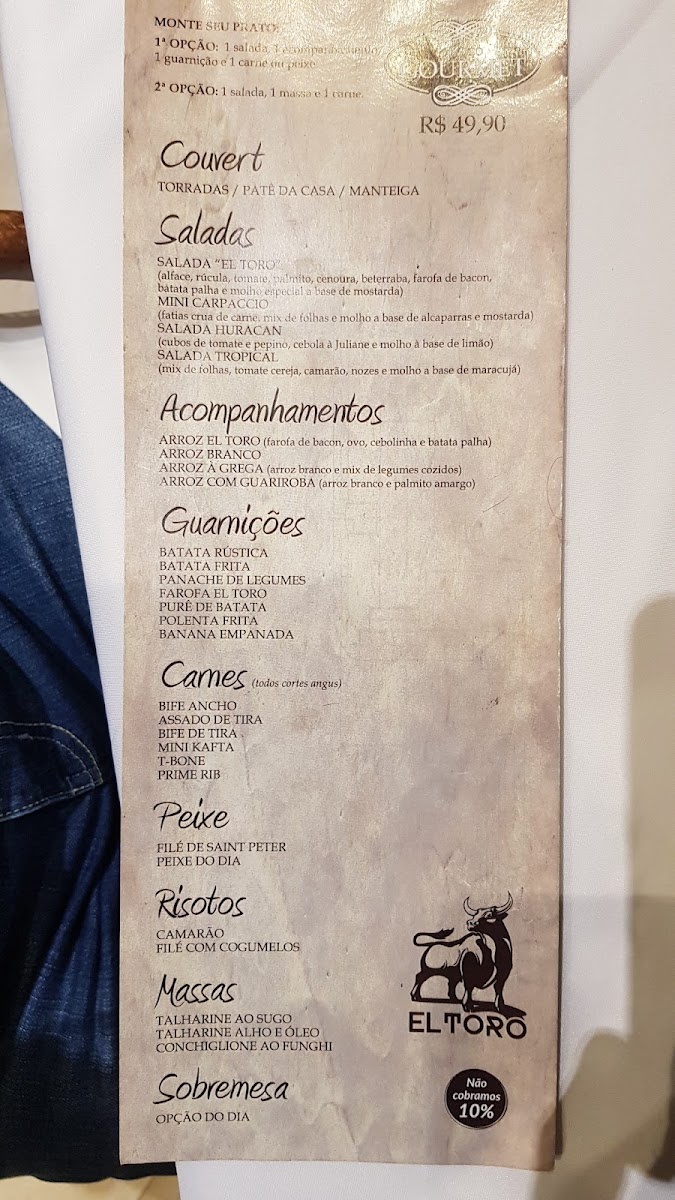 MONTE SEU PRATO:
1ª OPÇÃO: 1 salada, 1 acompanhamento,
1 guarnição e 1 carne ou peixe.
2ª OPÇÃO: 1 salada, 1 massa e 1 carne.
GOURMET
R$ 49,90
Couvert
TORRADAS / PATÊ DA CASA / MANTEIGA
Saladas
SALADA "EL TORO"
(alface, rúcula, tomate, palmito, cenoura, beterraba, farofa de bacon,
batata palha e molho especial a base de mostarda)
MINI CARPACCIO
(fatias crua de carne, mix de folhas e molho a base de alcaparras e mostarda)
SALADA HURACAN
(cubos de tomate e pepino, cebola à Juliane e molho à base de limão)
SALADA TROPICAL
(mix de folhas, tomate cereja, camarão, nozes e molho a base de maracujá)
Acompanhamentos
ARROZ EL TORO (farofa de bacon, ovo, cebolinha e batata palha)
ARROZ BRANCO
ARROZ À GREGA (arroz branco e mix de legumes cozidos)
ARROZ COM GUARIROBA (arroz branco e palmito amargo)
Guarnições
BATATA RÚSTICA
BATATA FRITA
PANACHE DE LEGUMES
FAROFA EL TORO
PURÊ DE BATATA
POLENTA FRITA
BANANA EMPANADA
Carnes (todos cortes angus)
BIFE ANCHO
ASSADO DE TIRA
BIFE DE TIRA
MINI KAFTA
T-BONE
PRIME RIB
Peixe
FILÉ DE SAINT PETER
PEIXE DO DIA
Risotos
CAMARÃO
FILÉ COM COGUMELOS
Massas
TALHARINE AO SUGO
TALHARINE ALHO E ÓLEO
CONCHIGLIONE AO FUNGHI
EL TORO
Sobremesa
OPÇÃO DO DIA
Não
cobramos
10%